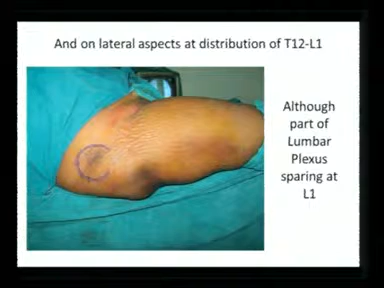 And on lateral aspects at distribution of T12-L1
Although
part of
Lumbar
Plexus
sparing at
L1